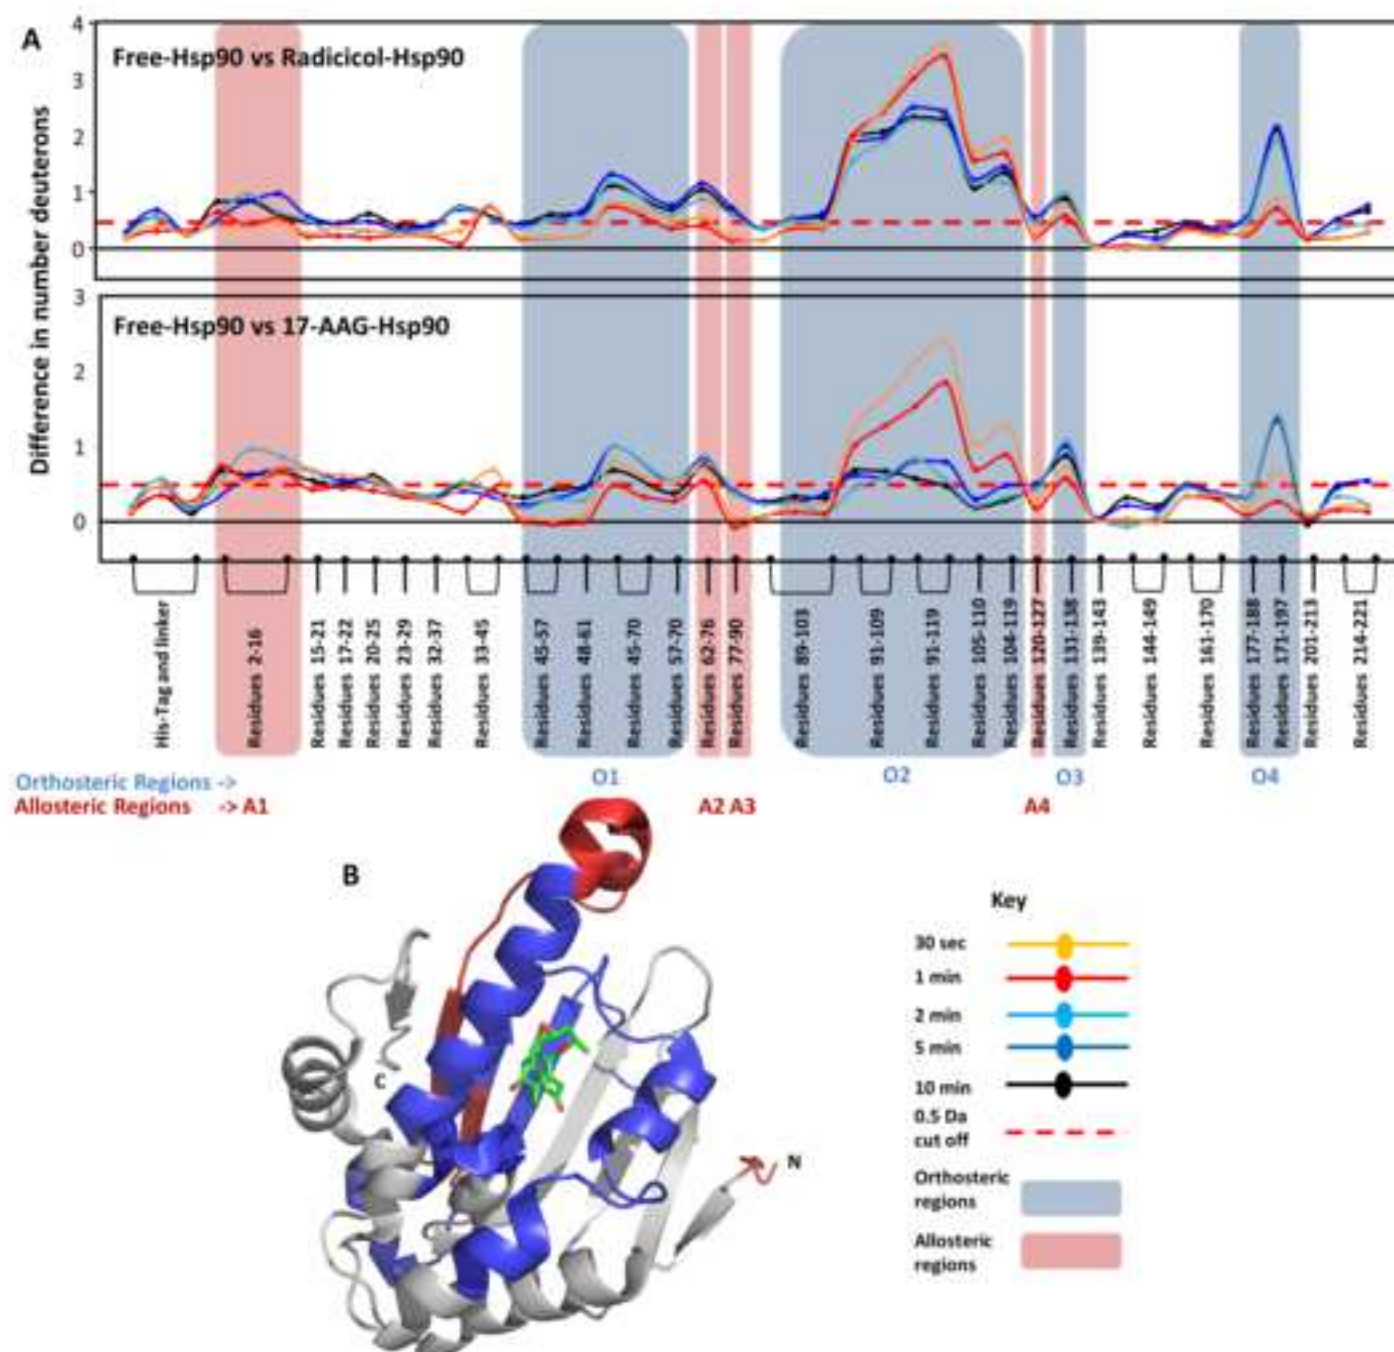 A
Free-Hsp90 vs Radicicol-Hsp90
4
3
2
1
0
Difference in number deuterons
Free-Hsp90 vs 17-AAG-Hsp90
3
2
1
0
His-Tag and linker
Residues 2-16
Residues 15-21
Residues 17-22
Residues 20-25
Residues 23-29
Residues 32-37
Residues 33-45
Residues 45-57
Residues 48-61
Residues 45-70
Residues 57-70
Residues 62-76
Residues 77-90
Residues 89-103
Residues 91-109
Residues 91-119
Residues 105-110
Residues 104-119
Residues 120-127
Residues 131-138
Residues 139-143
Residues 144-149
Residues 161-170
Residues 177-188
Residues 171-197
Residues 201-213
Residues 214-221
Orthosteric Regions -> O1 O2 O3 O4
Allosteric Regions -> A1 A2 A3 A4
B
C
N
Key
30 sec
1 min
2 min
5 min
10 min
0.5 Da
cut off
Orthosteric
regions
Allosteric
regions